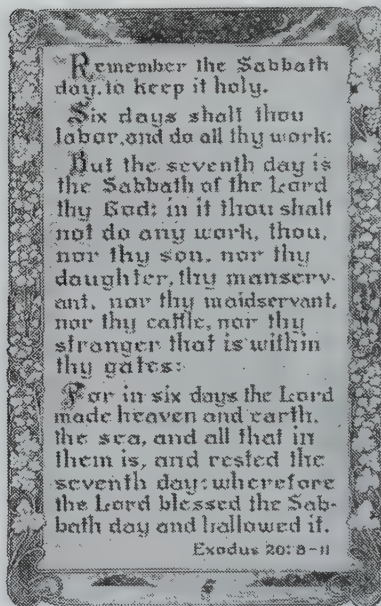 Remember the Sabbath
day, to keep it holy.
Six days shalt thou
labor, and do all thy work:
But the seventh day is
the Sabbath of the Lord
thy God: in it thou shalt
not do any work, thou,
nor thy son, nor thy
daughter, thy manserv-
ant, nor thy maidservant,
nor thy cattle, nor thy
stranger that is within
thy gates:
For in six days the Lord
made heaven and earth,
the sea, and all that in
them is, and rested the
seventh day: wherefore
the Lord blessed the Sab-
bath day and hallowed it.
Exodus 20:8-11